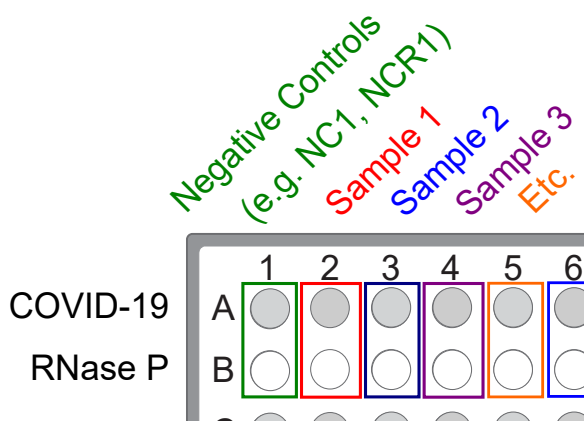 Negative Controls
(e.g. NC1, NCR1)
Sample 1
Sample 2
Sample 3
Etc.
1 2 3 4 5 6
COVID-19 A
RNase P B